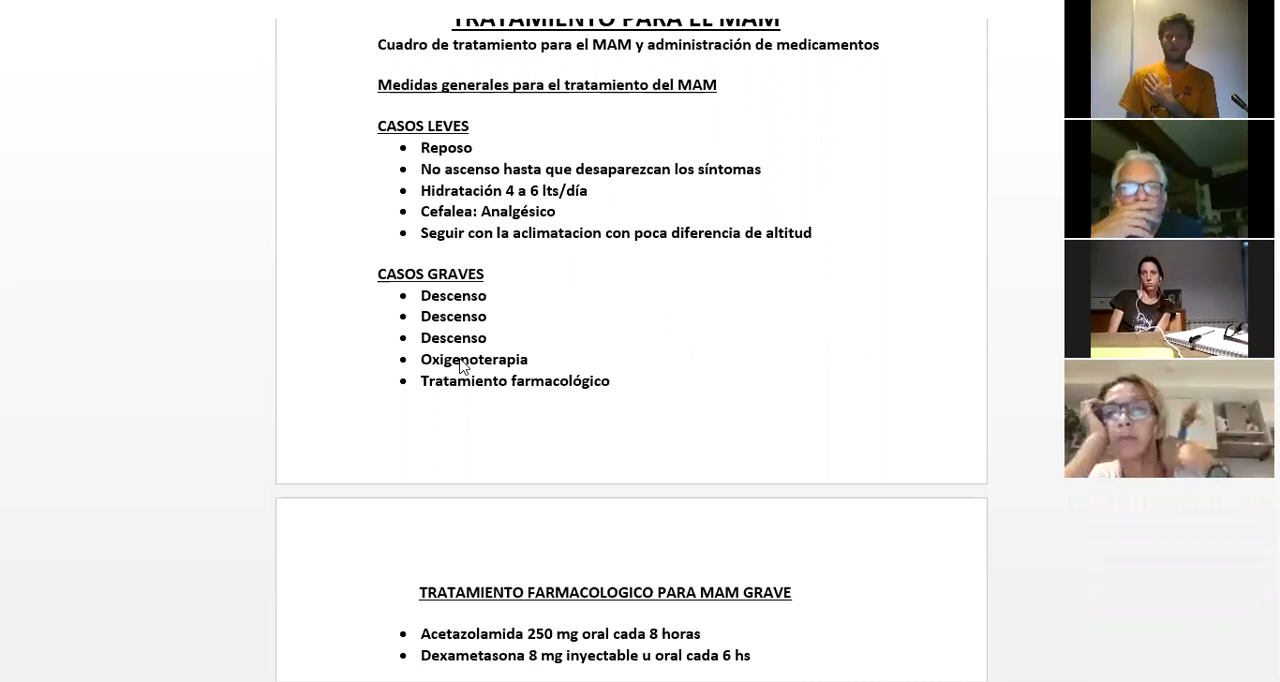 TRATAMIENTO PARA EL MAM
Cuadro de tratamiento para el MAM y administración de medicamentos
Medidas generales para el tratamiento del MAM
CASOS LEVES
• Reposo
• No ascenso hasta que desaparezcan los síntomas
• Hidratación 4 a 6 lts/día
• Cefalea: Analgésico
• Seguir con la aclimatacion con poca diferencia de altitud
CASOS GRAVES
• Descenso
• Descenso
• Descenso
• Oxigenoterapia
• Tratamiento farmacológico
TRATAMIENTO FARMACOLOGICO PARA MAM GRAVE
• Acetazolamida 250 mg oral cada 8 horas
• Dexametasona 8 mg inyectable u oral cada 6 hs